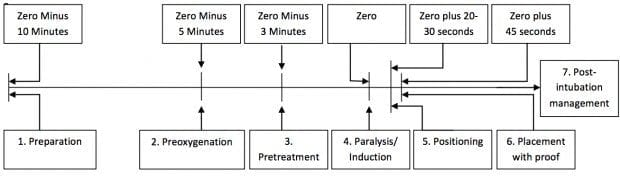 Zero Minus
10 Minutes
Zero Minus
5 Minutes
Zero Minus
3 Minutes
Zero
Zero plus 20-
30 seconds
Zero plus
45 seconds
7. Post-
intubation
management
1. Preparation
2. Preoxygenation
3.
Pretreatment
4. Paralysis/
Induction
5. Positioning
6. Placement
with proof